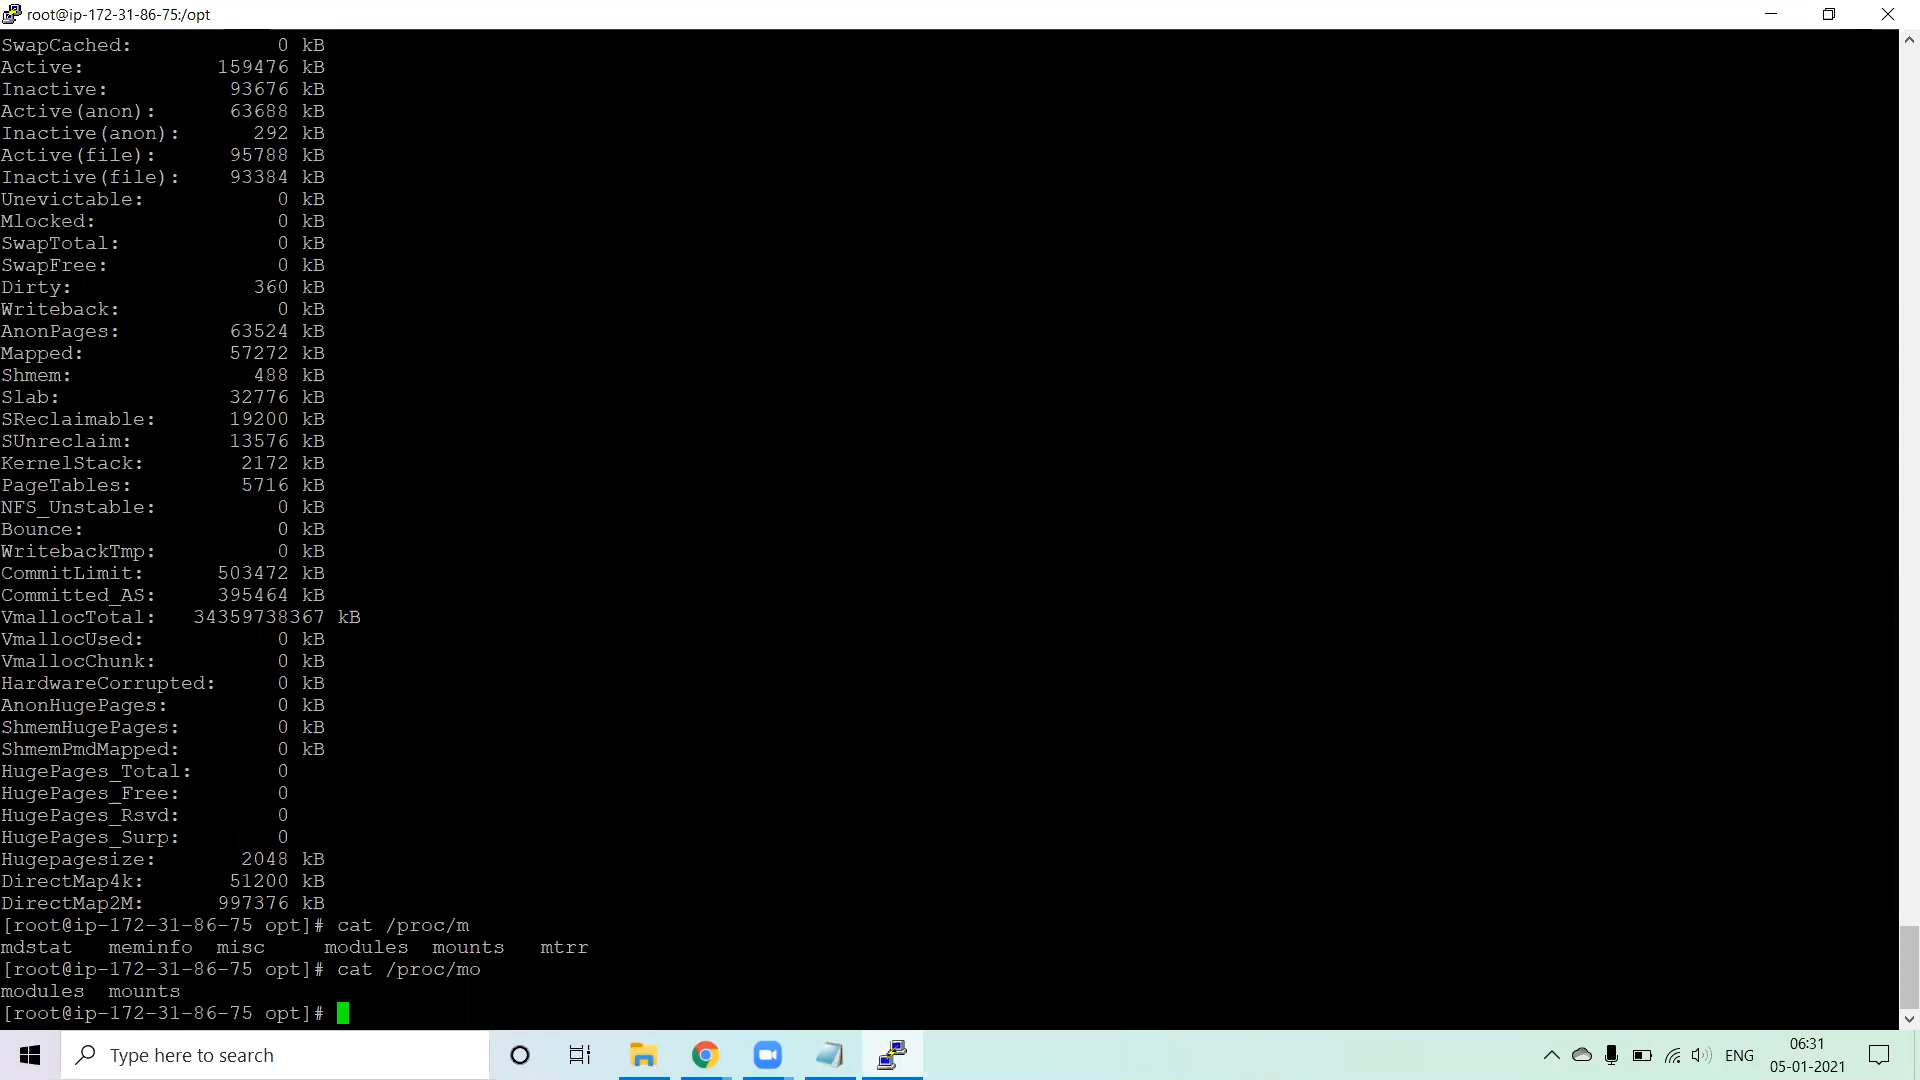 root@ip-172-31-86-75:/opt
SwapCached: 0 kB
Active: 159476 kB
Inactive: 93676 kB
Active(anon): 63688 kB
Inactive(anon): 292 kB
Active(file): 95788 kB
Inactive(file): 93384 kB
Unevictable: 0 kB
Mlocked: 0 kB
SwapTotal: 0 kB
SwapFree: 0 kB
Dirty: 360 kB
Writeback: 0 kB
AnonPages: 63524 kB
Mapped: 57272 kB
Shmem: 488 kB
Slab: 32776 kB
SReclaimable: 19200 kB
SUnreclaim: 13576 kB
KernelStack: 2172 kB
PageTables: 5716 kB
NFS_Unstable: 0 kB
Bounce: 0 kB
WritebackTmp: 0 kB
CommitLimit: 503472 kB
Committed_AS: 395464 kB
VmallocTotal: 34359738367 kB
VmallocUsed: 0 kB
VmallocChunk: 0 kB
HardwareCorrupted: 0 kB
AnonHugePages: 0 kB
ShmemHugePages: 0 kB
ShmemPmdMapped: 0 kB
HugePages_Total: 0
HugePages_Free: 0
HugePages_Rsvd: 0
HugePages_Surp: 0
Hugepagesize: 2048 kB
DirectMap4k: 51200 kB
DirectMap2M: 997376 kB
[root@ip-172-31-86-75 opt]# cat /proc/m
mdstat meminfo misc modules mounts mtrr
[root@ip-172-31-86-75 opt]# cat /proc/mo
modules mounts
[root@ip-172-31-86-75 opt]#
Type here to search
ENG
06:31
05-01-2021